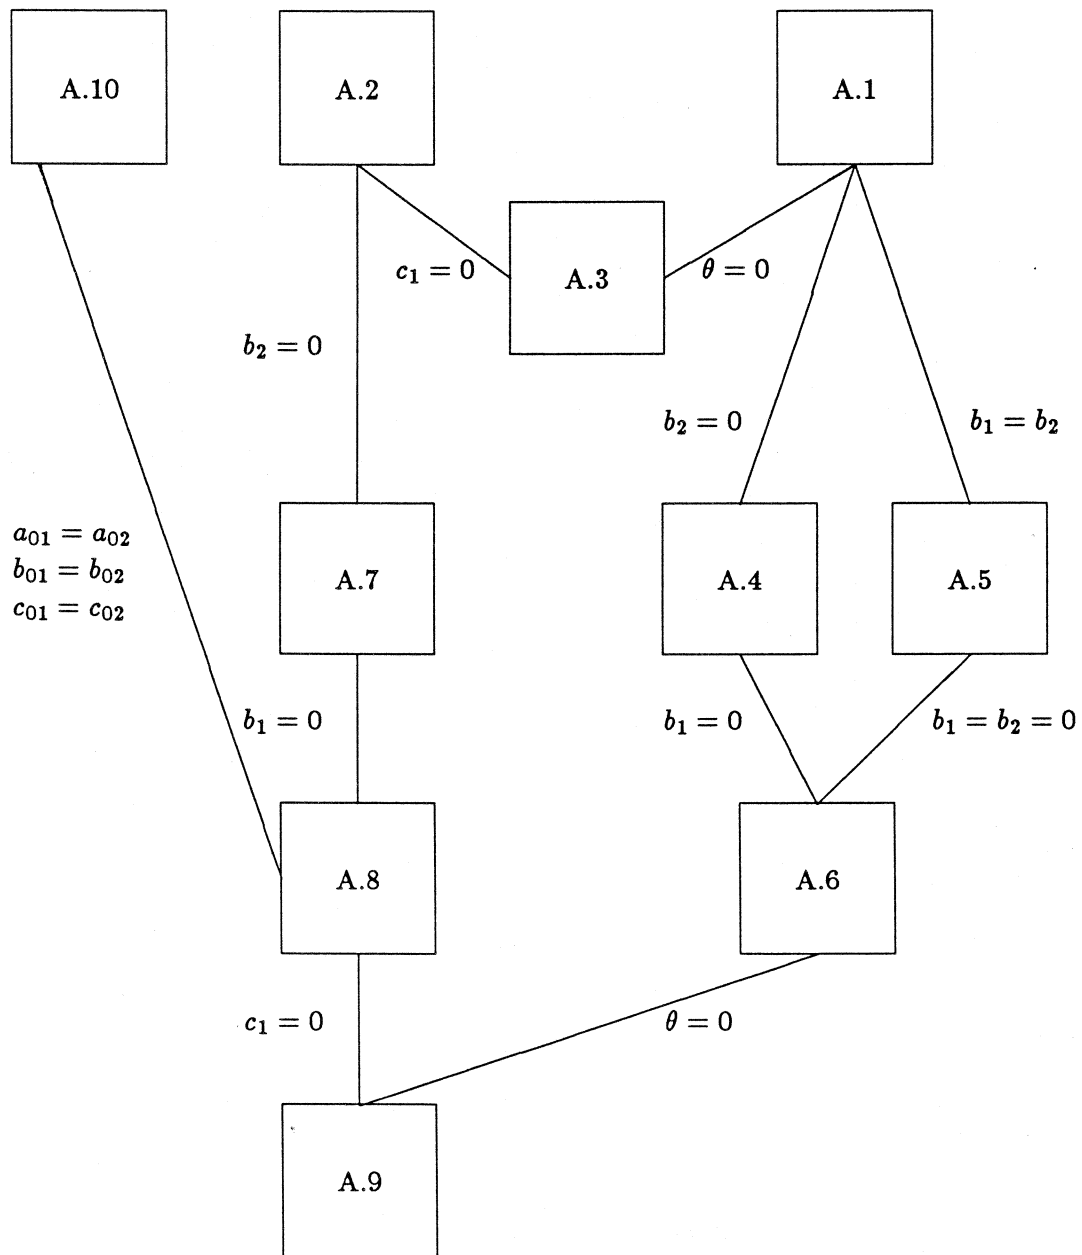 A.10
A.2
A.1
A.3
c₁ = 0
θ = 0
b₂ = 0
b₂ = 0
b₁ = b₂
a₀₁ = a₀₂
b₀₁ = b₀₂
c₀₁ = c₀₂
A.7
A.4
A.5
b₁ = 0
b₁ = 0
b₁ = b₂ = 0
A.8
A.6
c₁ = 0
θ = 0
A.9